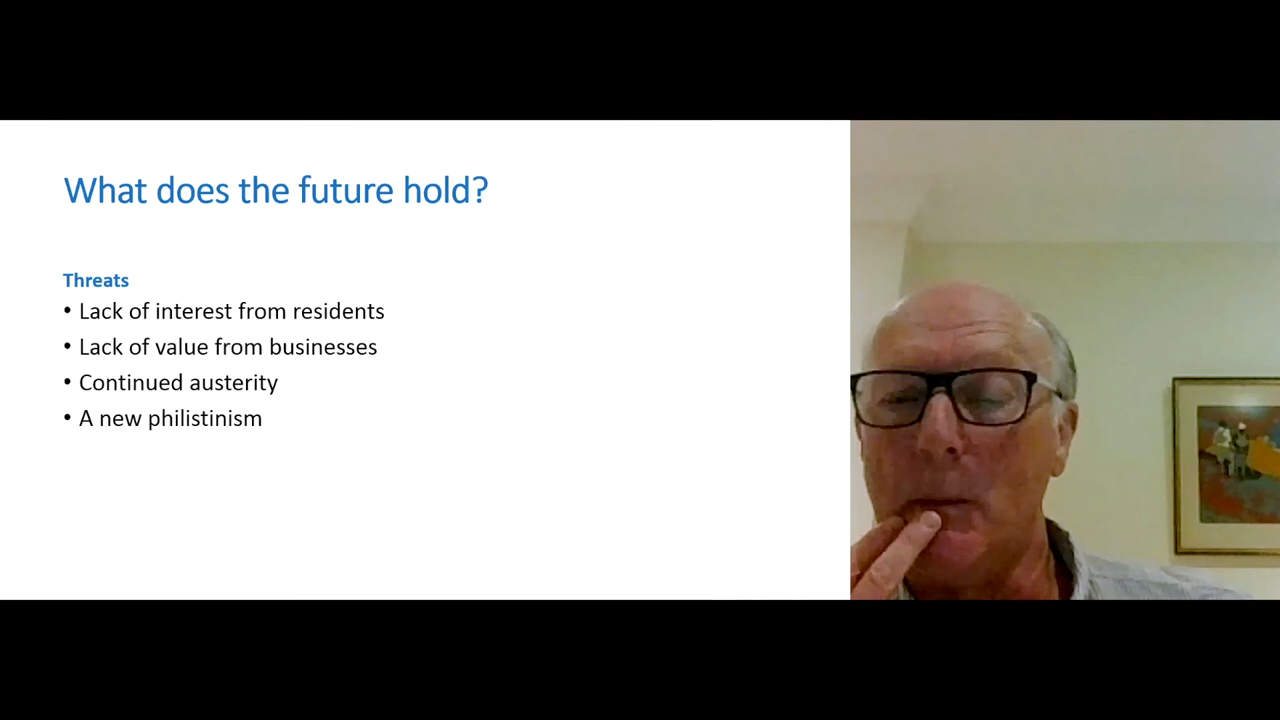 What does the future hold?
Threats
• Lack of interest from residents
• Lack of value from businesses
• Continued austerity
• A new philistinism